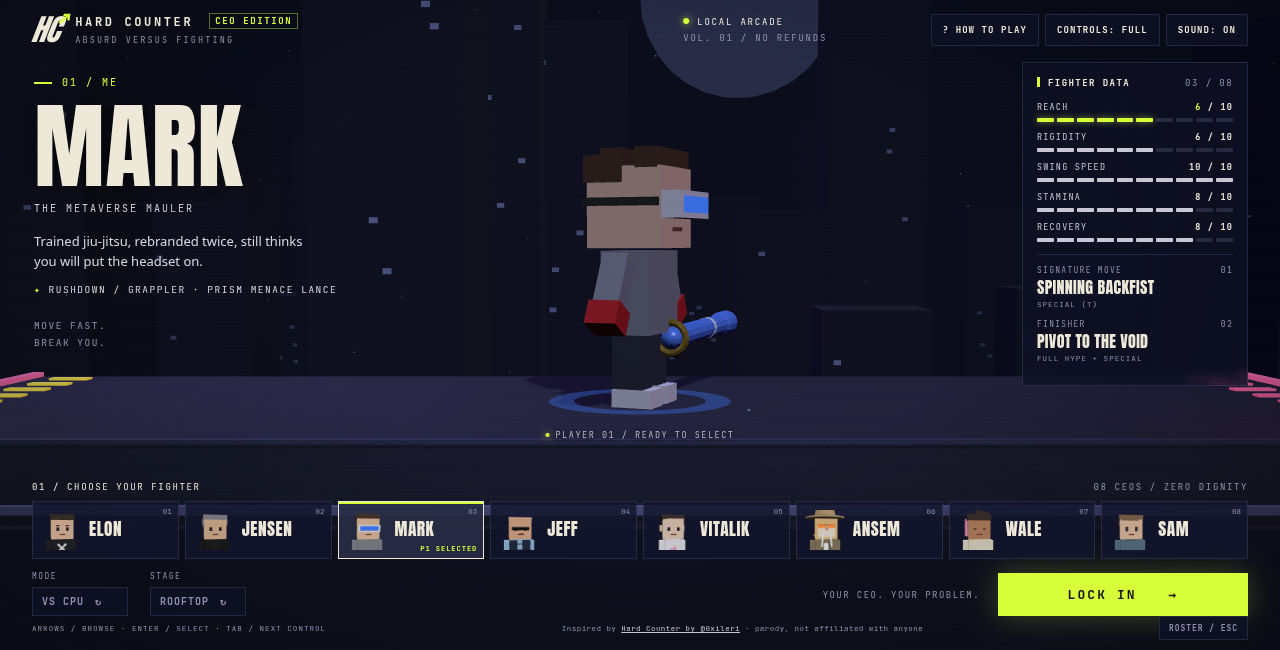 HC HARD COUNTER CEO EDITION
ABSURD VERSUS FIGHTING
LOCAL ARCADE
VOL. 01 / NO REFUNDS
? HOW TO PLAY
CONTROLS: FULL
SOUND: ON
01 / ME
MARK
THE METAVERSE MAULER
Trained jiu-jitsu, rebranded twice, still thinks
you will put the headset on.
✦ RUSHDOWN / GRAPPLER · PRISM MENACE LANCE
MOVE FAST.
BREAK YOU.
FIGHTER DATA 03 / 08
REACH 6 / 10
RIGIDITY 6 / 10
SWING SPEED 10 / 10
STAMINA 8 / 10
RECOVERY 8 / 10
SIGNATURE MOVE 01
SPINNING BACKFIST
SPECIAL (T)
FINISHER 02
PIVOT TO THE VOID
FULL HYPE + SPECIAL
PLAYER 01 / READY TO SELECT
01 / CHOOSE YOUR FIGHTER
08 CEOS / ZERO DIGNITY
ELON 01
JENSEN 02
MARK 03
P1 SELECTED
JEFF 04
VITALIK 05
ANSEM 06
WALE 07
SAM 08
MODE
VS CPU ↻
STAGE
ROOFTOP ↻
YOUR CEO. YOUR PROBLEM.
LOCK IN →
ARROWS / BROWSE · ENTER / SELECT · TAB / NEXT CONTROL
Inspired by Hard Counter by @0xileri · parody, not affiliated with anyone
ROSTER / ESC